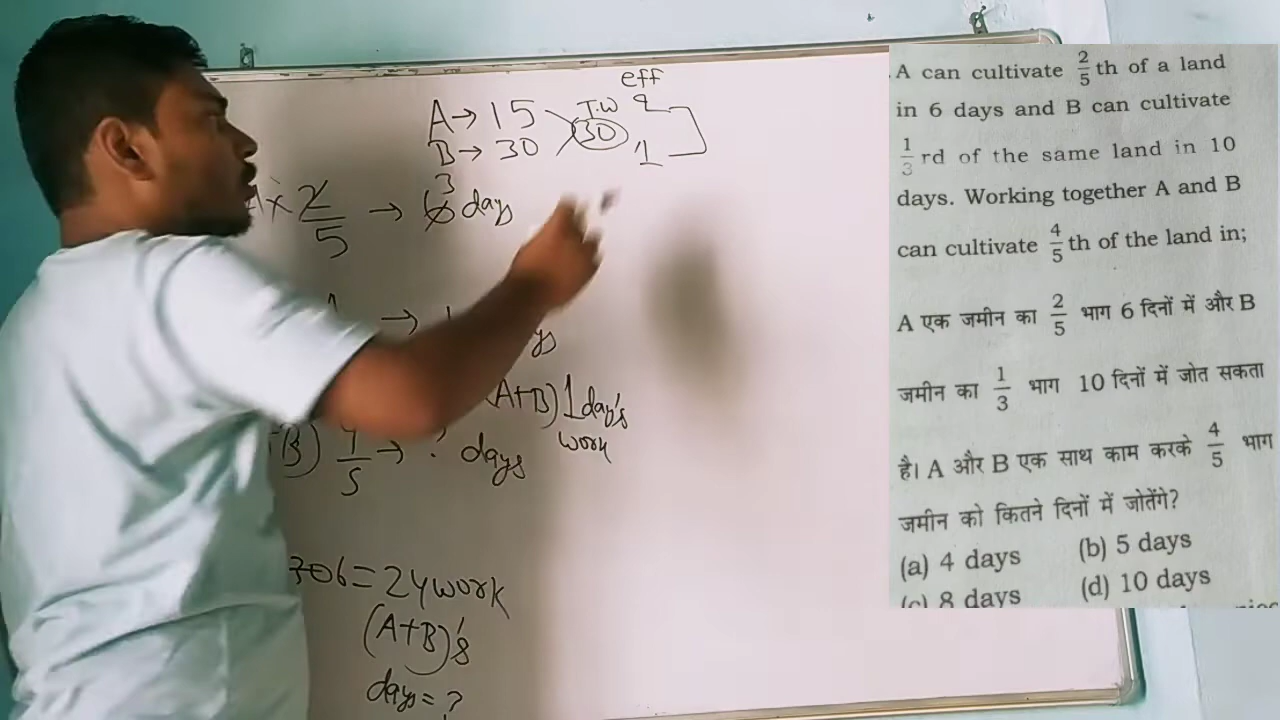 eff
A→ 15 T.W 2
B→ 30 30 1
A× 2/5 → 6 3 days
→ 1
days
(A+B) 1 day's
work
B) 4/5 → ? days
306 = 24 work
(A+B)'s
days = ?
A can cultivate 2/5 th of a land
in 6 days and B can cultivate
1/3 rd of the same land in 10
days. Working together A and B
can cultivate 4/5 th of the land in;
A एक जमीन का 2/5 भाग 6 दिनों में और B
जमीन का 1/3 भाग 10 दिनों में जोत सकता
है। A और B एक साथ काम करके 4/5 भाग
जमीन को कितने दिनों में जोतेंगे?
(a) 4 days (b) 5 days
(c) 8 days (d) 10 days